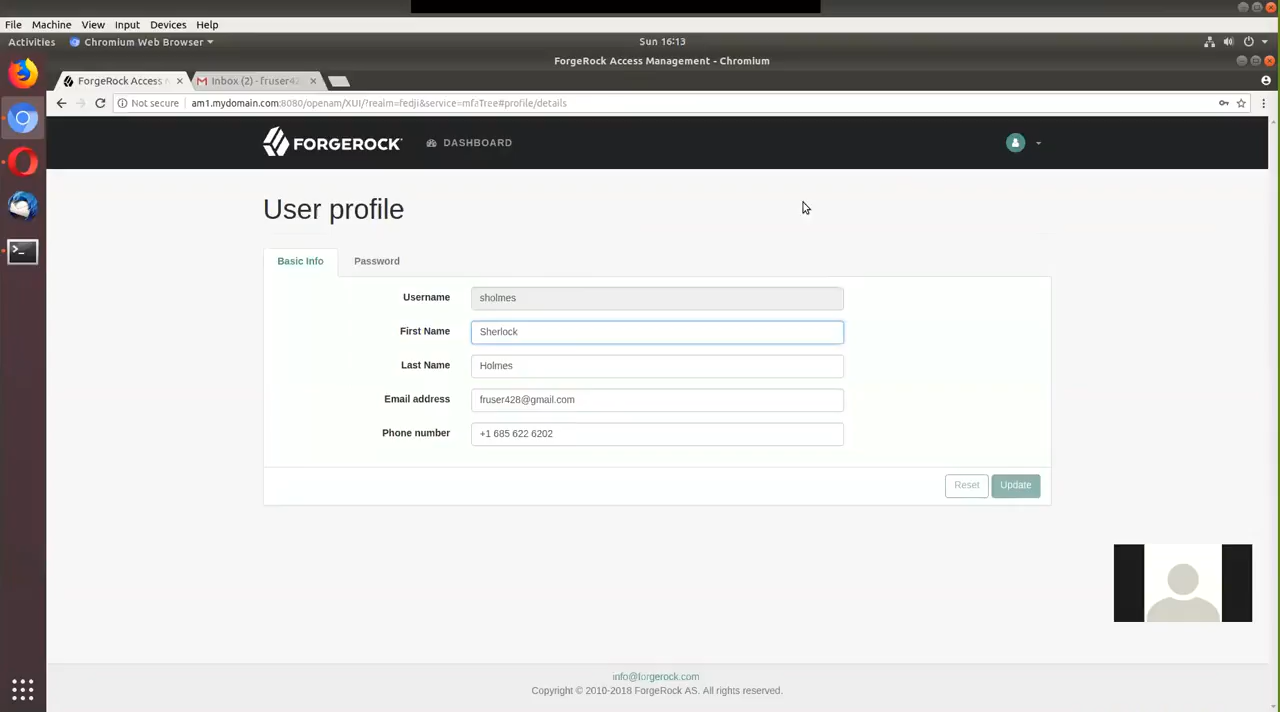 File Machine View Input Devices Help
Activities Chromium Web Browser Sun 16:13
ForgeRock Access Management - Chromium
ForgeRock Access Inbox (2) - fruser42
Not secure am1.mydomain.com:8080/openam/XUI/?realm=fedji&service=mfaTree#profile/details
FORGEROCK DASHBOARD
User profile
Basic Info Password
Username sholmes
First Name Sherlock
Last Name Holmes
Email address fruser428@gmail.com
Phone number +1 685 622 6202
Reset Update
info@forgerock.com
Copyright © 2010-2018 ForgeRock AS. All rights reserved.